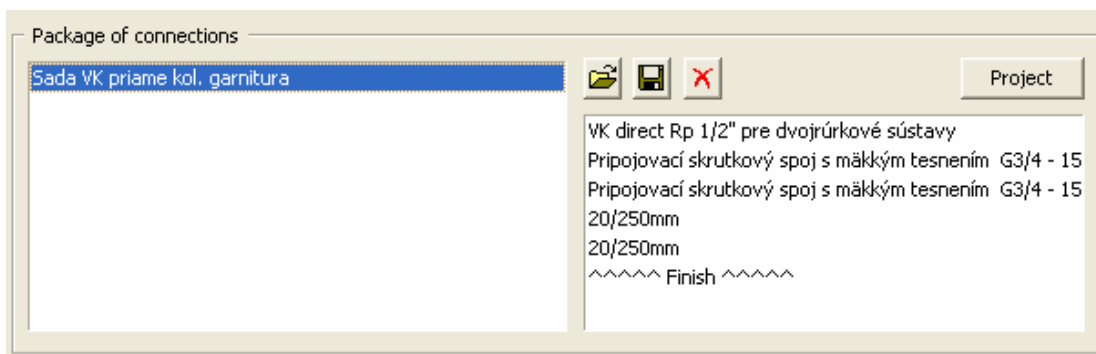 Package of connections
Sada VK priame kol. garnitura
Project
VK direct Rp 1/2" pre dvojrúrkové sústavy
Pripojovací skrutkový spoj s mäkkým tesnením  G3/4 - 15
Pripojovací skrutkový spoj s mäkkým tesnením  G3/4 - 15
20/250mm
20/250mm
^^^^^ Finish ^^^^^